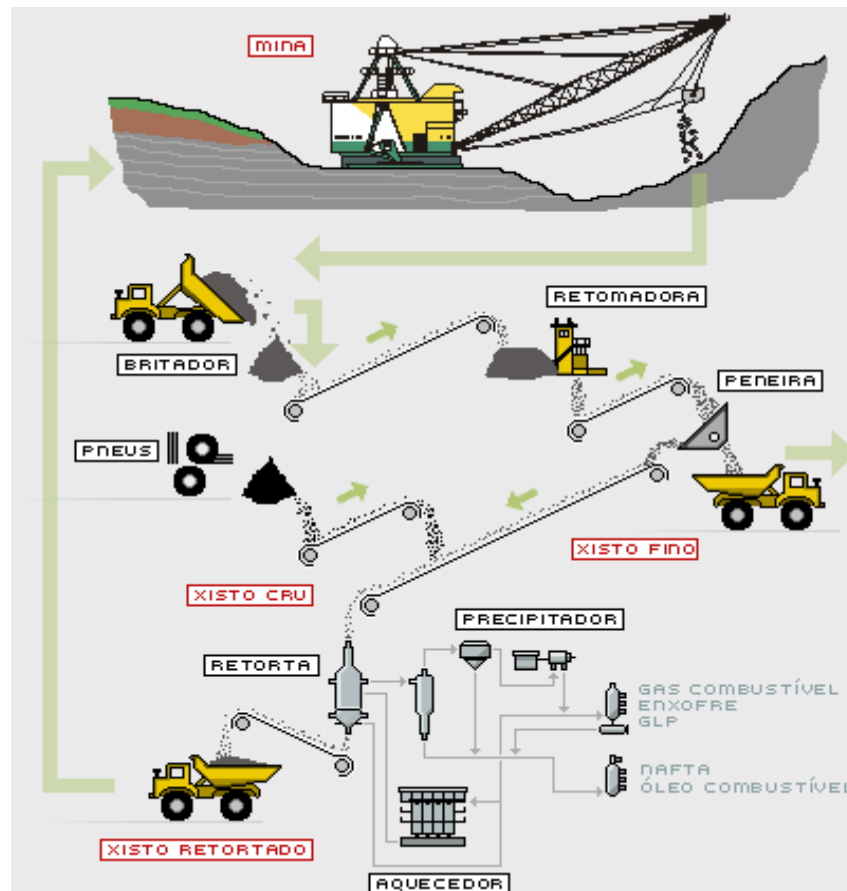 MINA
RETOMADORA
BRITADOR
PENEIRA
PNEUS
XISTO FINO
XISTO CRU
PRECIPITADOR
RETORTA
GAS COMBUSTÍVEL
ENXOFRE
GLP
NAFTA
ÓLEO COMBUSTÍVEL
XISTO RETORTADO
AQUECEDOR